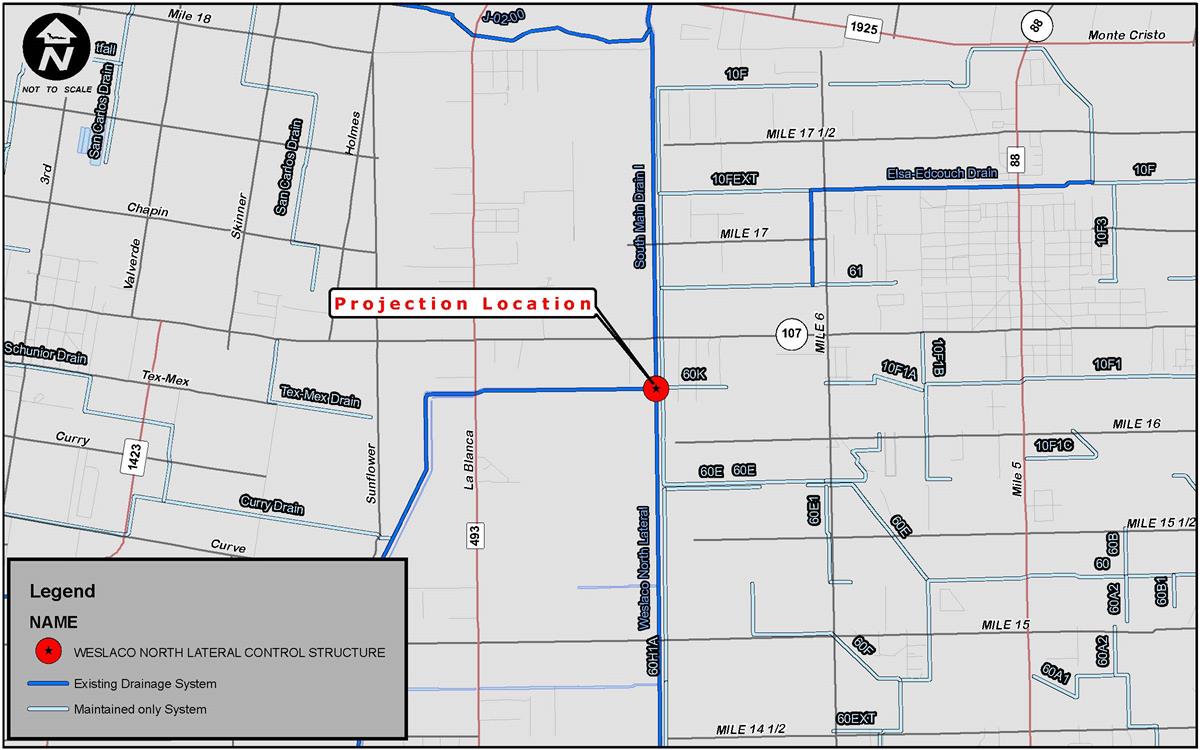 J-02-00
Mile 18
1925
88
Monte Cristo
N
NOT TO SCALE
tfall
San Carlos Drain
10F
San Carlos Drain
Holmes
MILE 17 1/2
88
3rd
10FEXT
Elsa-Edcouch Drain
10F
Chapin
Skinner
South Main Drain I
MILE 17
10F3
Valverde
61
Projection Location
107
MILE 6
Schunior Drain
Tex-Mex
Tex-Mex Drain
60K
10F1A
10F1B
10F1
Curry
1423
Sunflower
La Blanca
MILE 16
10F1C
60E
60E
Mile 5
Curry Drain
60E1
60E
MILE 15 1/2
Curve
493
Weslaco North Lateral
60B
60
60A2
60B1
MILE 15
60H1A
60F
60A2
60A1
60EXT
MILE 14 1/2
Legend
NAME
WESLACO NORTH LATERAL CONTROL STRUCTURE
Existing Drainage System
Maintained only System